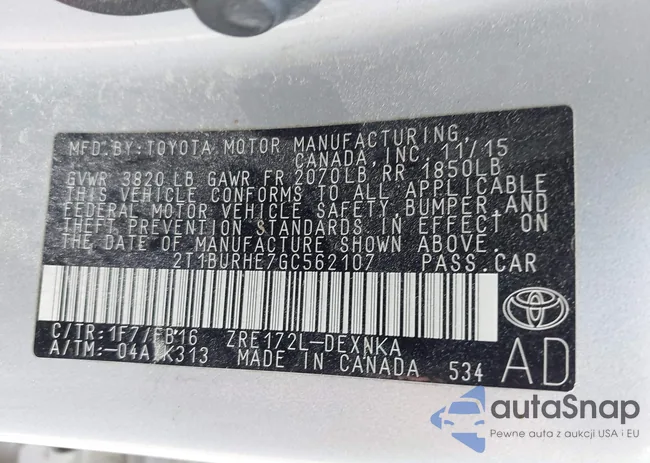 MFD. BY: TOYOTA MOTOR MANUFACTURING,
CANADA, INC. 11/15
GVWR 3820 LB GAWR FR 2070LB RR 1850LB
THIS VEHICLE CONFORMS TO ALL APPLICABLE
FEDERAL MOTOR VEHICLE SAFETY, BUMPER, AND
THEFT PREVENTION STANDARDS IN EFFECT ON
THE DATE OF MANUFACTURE SHOWN ABOVE.
2T1BURHE7GC562107 PASS. CAR
C/TR: 1F7/FB16 ZRE172L-DEXNKA
A/TM: -04A/K313 MADE IN CANADA 534
AD
autaSnap
Pewne auta z aukcji USA i EU